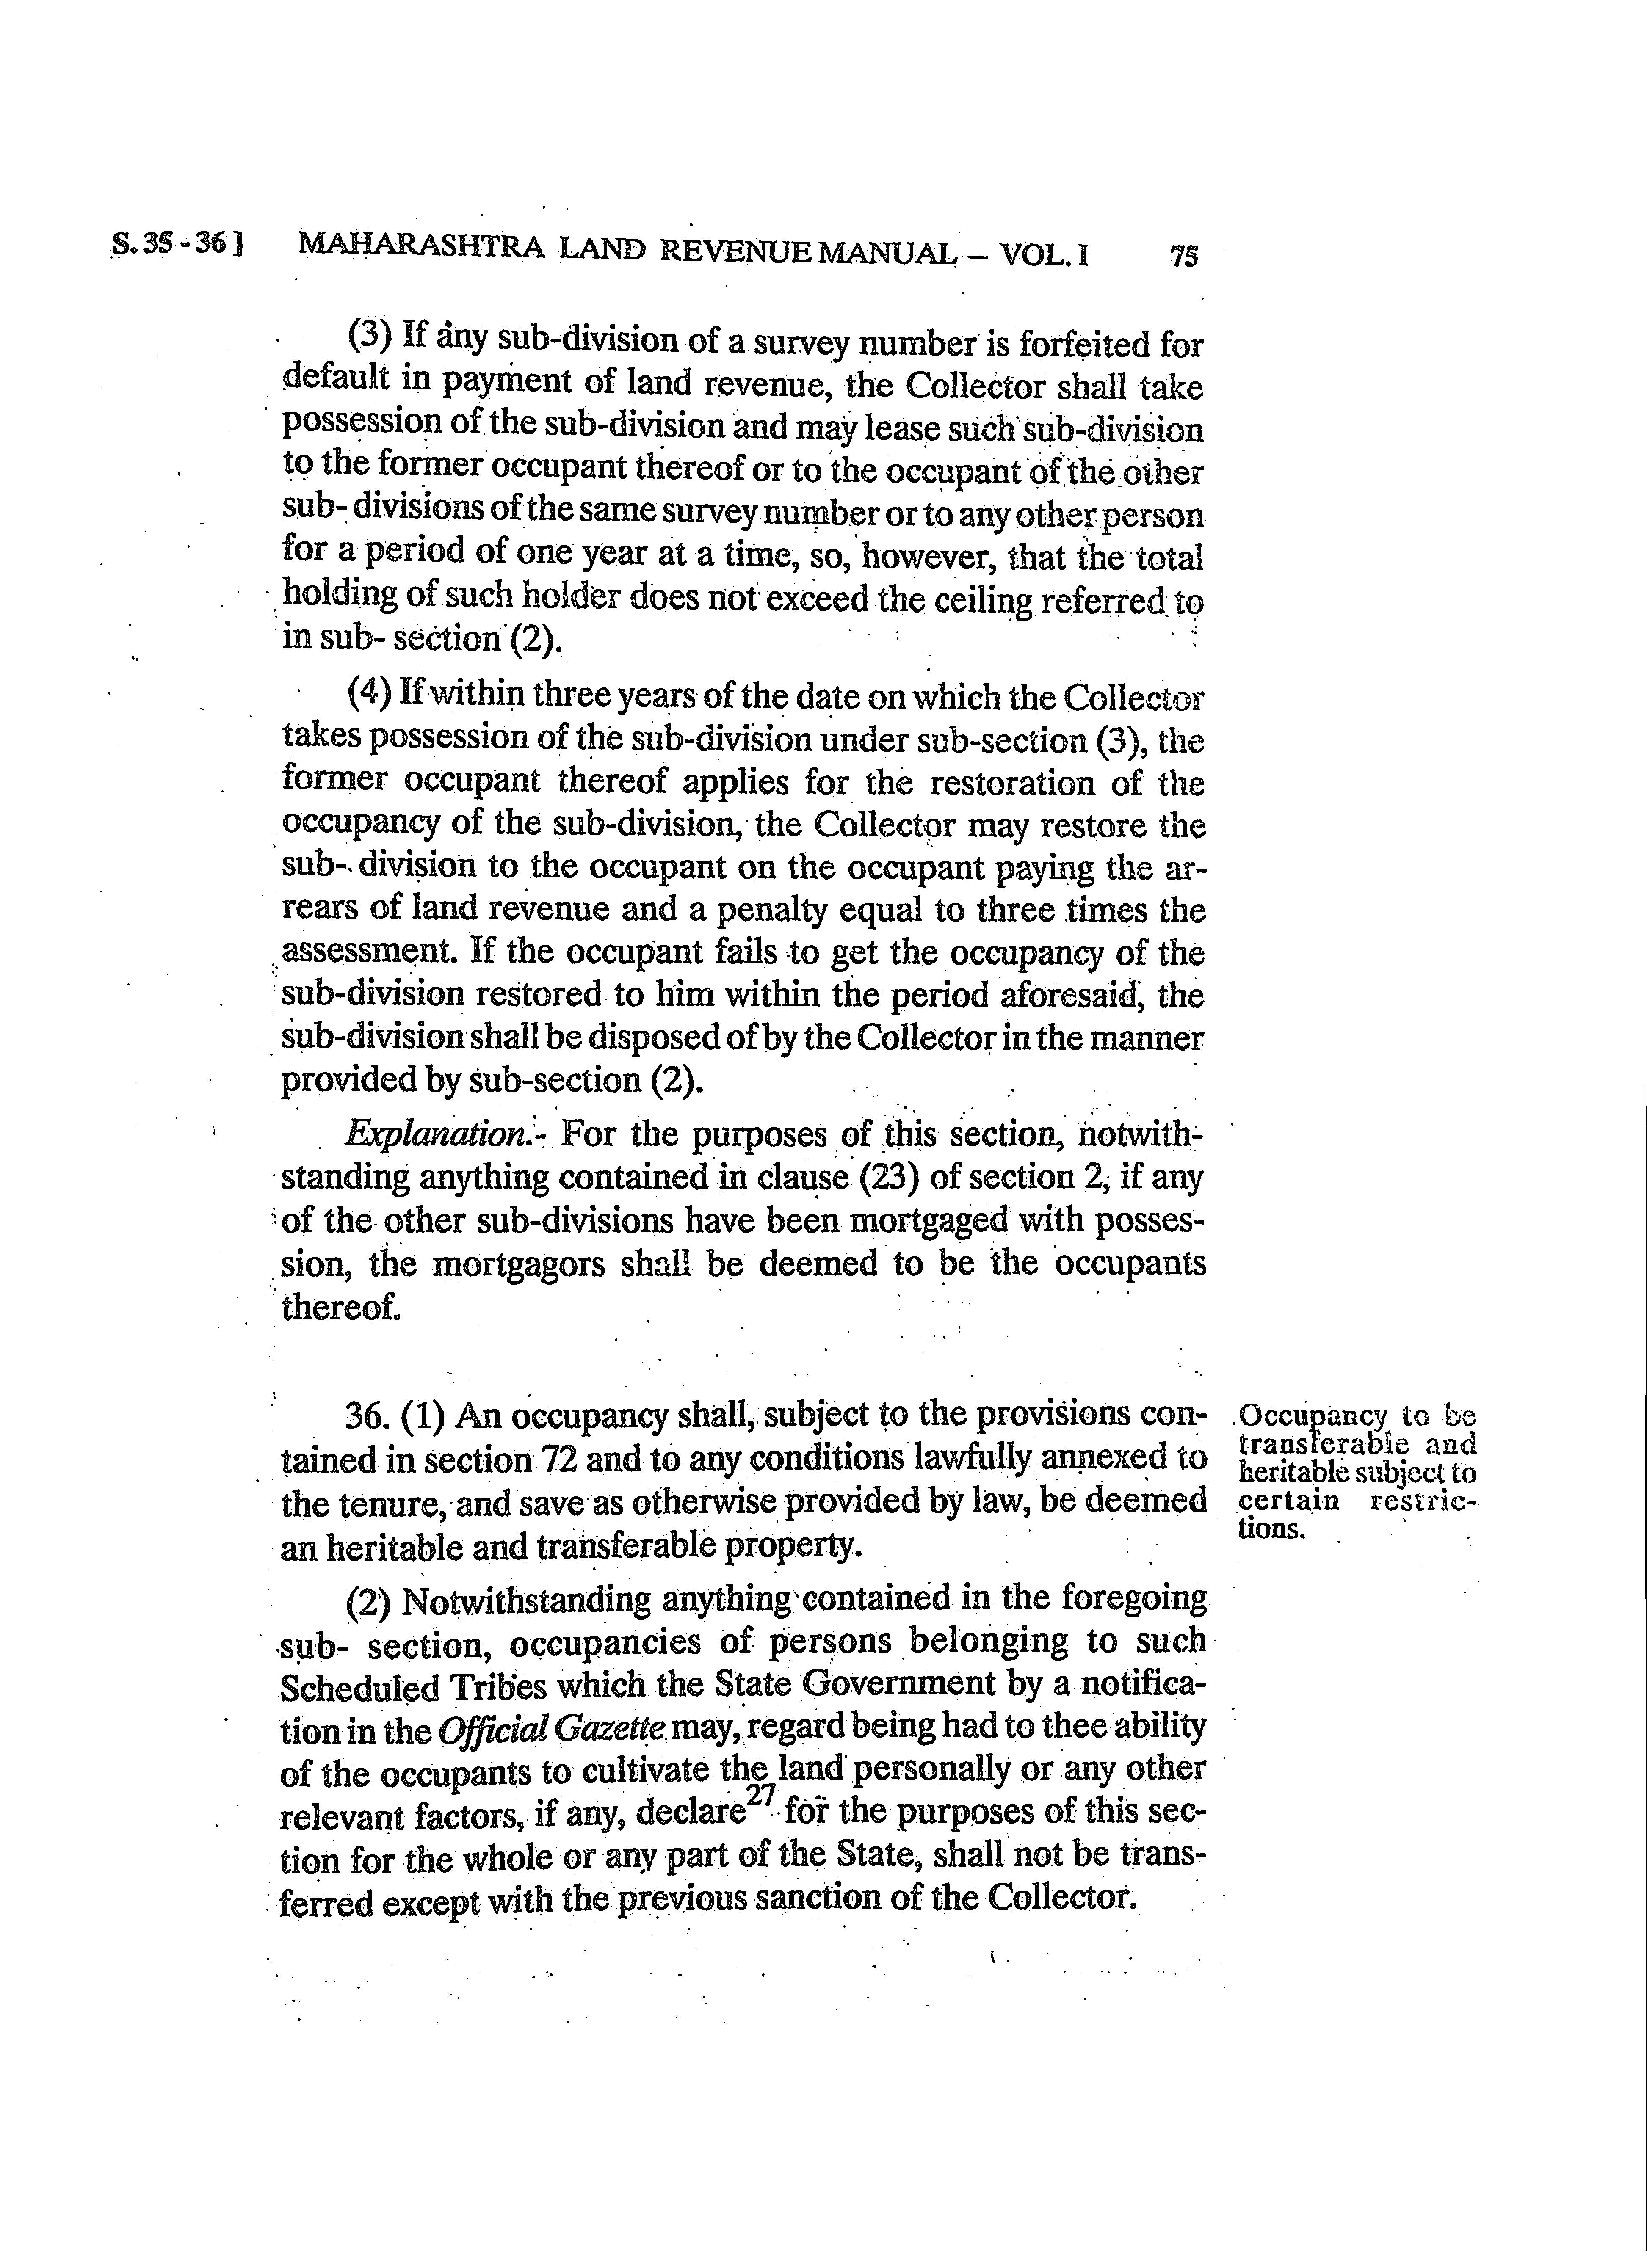 S. 35 - 36 ] MAHARASHTRA LAND REVENUE MANUAL – VOL. I 75
(3) If any sub-division of a survey number is forfeited for
default in payment of land revenue, the Collector shall take
possession of the sub-division and may lease such sub-division
to the former occupant thereof or to the occupant of the other
sub- divisions of the same survey number or to any other person
for a period of one year at a time, so, however, that the total
holding of such holder does not exceed the ceiling referred to
in sub- section (2).
(4) If within three years of the date on which the Collector
takes possession of the sub-division under sub-section (3), the
former occupant thereof applies for the restoration of the
occupancy of the sub-division, the Collector may restore the
sub- division to the occupant on the occupant paying the ar-
rears of land revenue and a penalty equal to three times the
assessment. If the occupant fails to get the occupancy of the
sub-division restored to him within the period aforesaid, the
sub-division shall be disposed of by the Collector in the manner
provided by sub-section (2).
Explanation.- For the purposes of this section, notwith-
standing anything contained in clause (23) of section 2, if any
of the other sub-divisions have been mortgaged with posses-
sion, the mortgagors shall be deemed to be the occupants
thereof.
36. (1) An occupancy shall, subject to the provisions con-
tained in section 72 and to any conditions lawfully annexed to
the tenure, and save as otherwise provided by law, be deemed
an heritable and transferable property.
Occupancy to be
transferable and
heritable subject to
certain restric-
tions.
(2) Notwithstanding anything contained in the foregoing
sub- section, occupancies of persons belonging to such
Scheduled Tribes which the State Government by a notifica-
tion in the Official Gazette may, regard being had to thee ability
of the occupants to cultivate the land personally or any other
relevant factors, if any, declare27 for the purposes of this sec-
tion for the whole or any part of the State, shall not be trans-
ferred except with the previous sanction of the Collector.